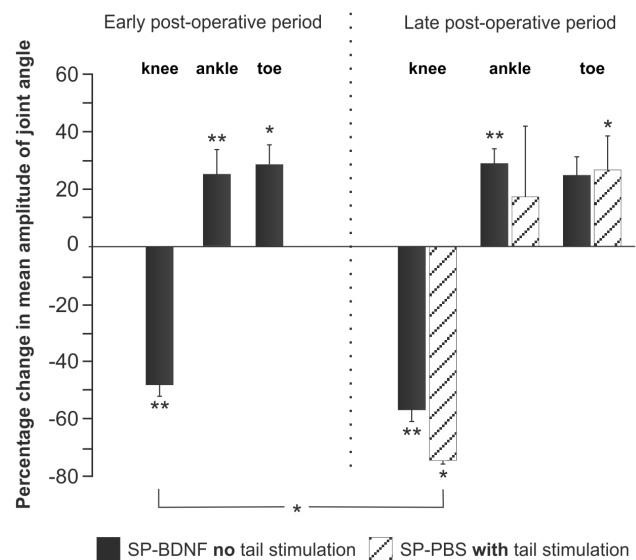 Early post-operative period
Late post-operative period
knee ankle toe
knee ankle toe
Percentage change in mean amplitude of joint angle
60
40
20
0
-20
-40
-60
-80
** *
** *
**
**
*
*
SP-BDNF no tail stimulation
SP-PBS with tail stimulation